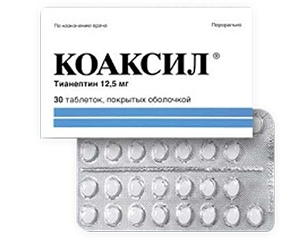 По назначению врача Перорально
КОАКСИЛ®
Тианептин 12,5 мг
30 таблеток, покрытых оболочкой